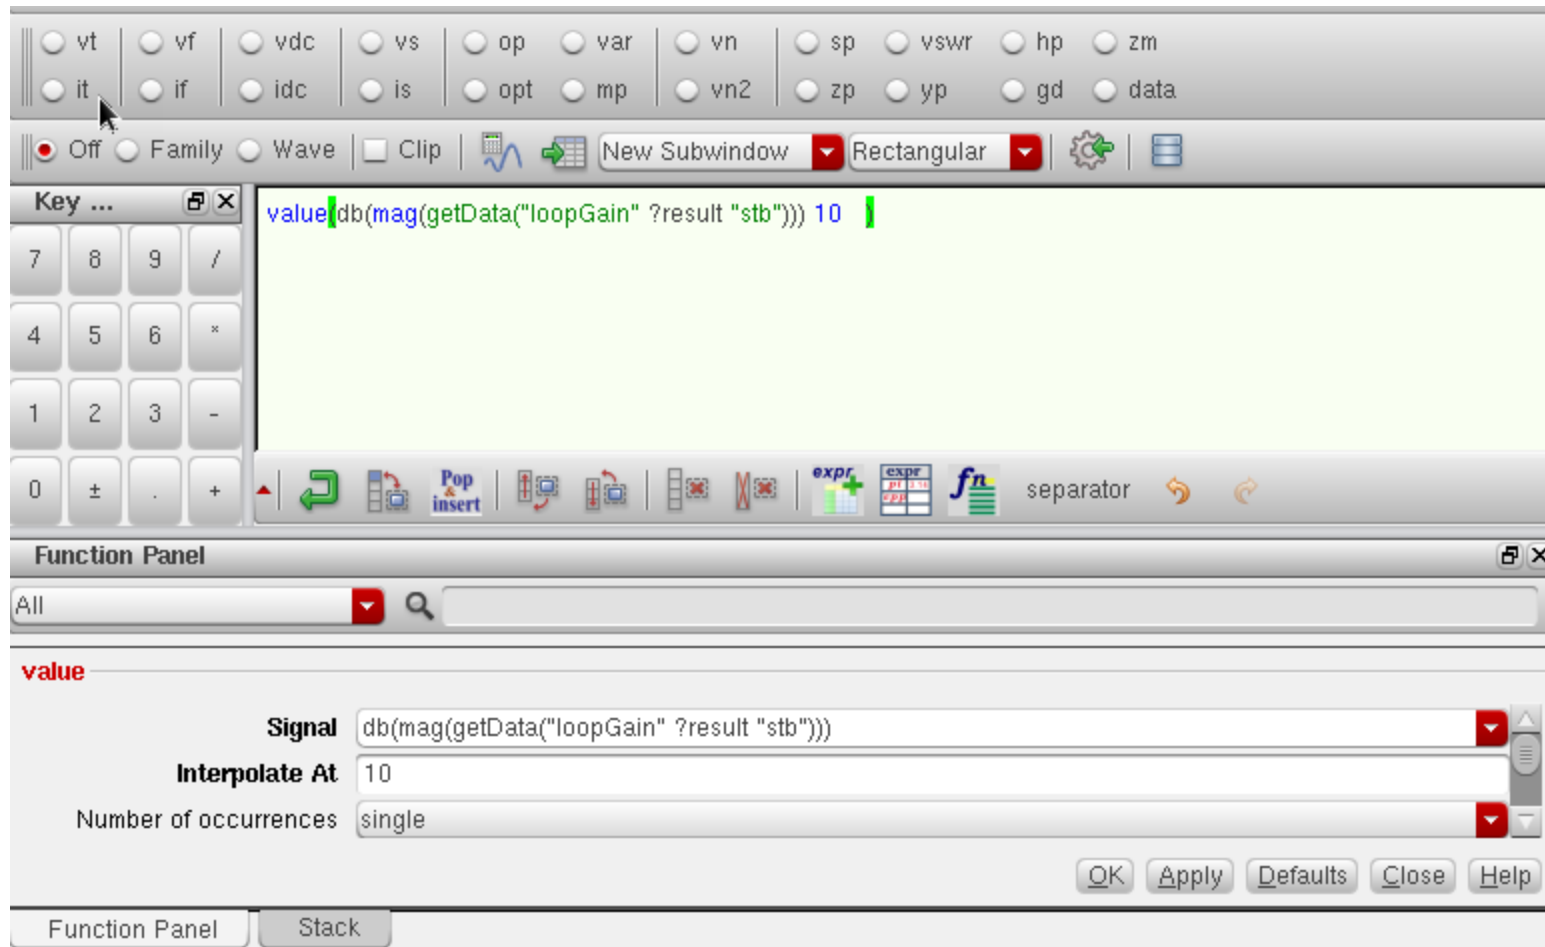 vt vf vdc vs op var vn sp vswr hp zm
it if idc is opt mp vn2 zp yp gd data
Off Family Wave Clip New Subwindow Rectangular
Key ...
value(db(mag(getData("loopGain" ?result "stb"))) 10 )
7 8 9 /
4 5 6 *
1 2 3 -
0 ± . +
Pop & insert expr expr fn separator
Function Panel
All
value
Signal db(mag(getData("loopGain" ?result "stb")))
Interpolate At 10
Number of occurrences single
OK Apply Defaults Close Help
Function Panel Stack